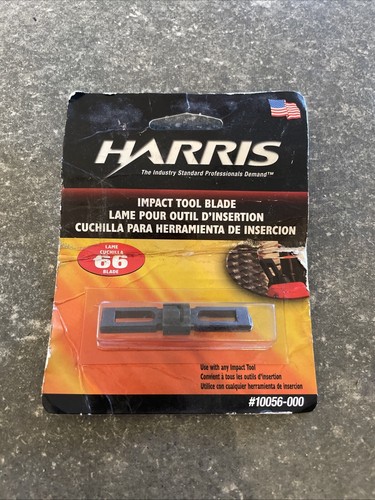 HARRIS
The Industry Standard Professionals Demand™
IMPACT TOOL BLADE
LAME POUR OUTIL D'INSERTION
CUCHILLA PARA HERRAMIENTA DE INSERCION
LAME
CUCHILLA
66
BLADE
Use with any Impact Tool
Convient à tous les outils d'insertion
Utilice con cualquier herramienta de insercion
#10056-000